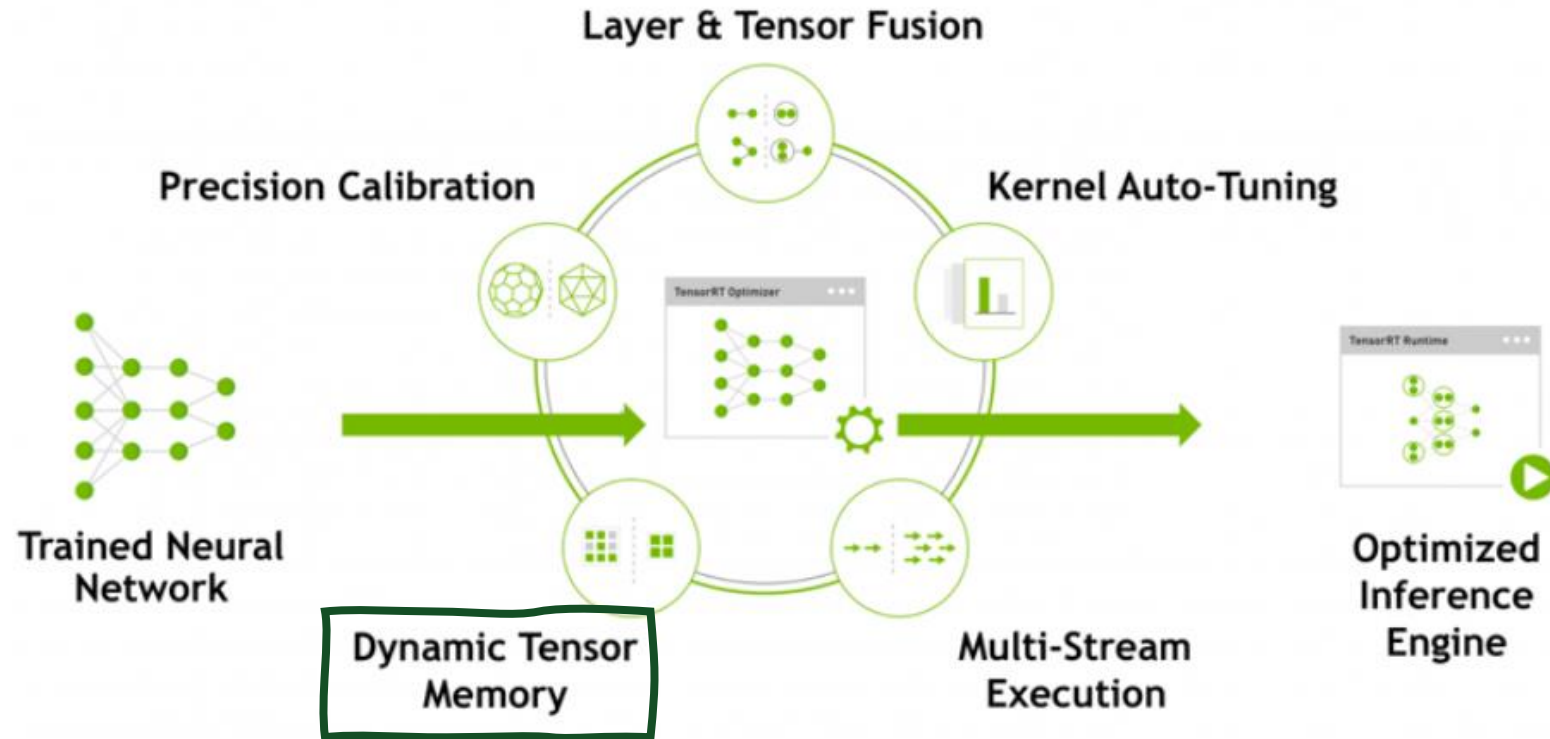 Layer & Tensor Fusion
Precision Calibration
Kernel Auto-Tuning
TensorRT Optimizer
TensorRT Runtime
Trained Neural
Network
Dynamic Tensor
Memory
Multi-Stream
Execution
Optimized
Inference
Engine